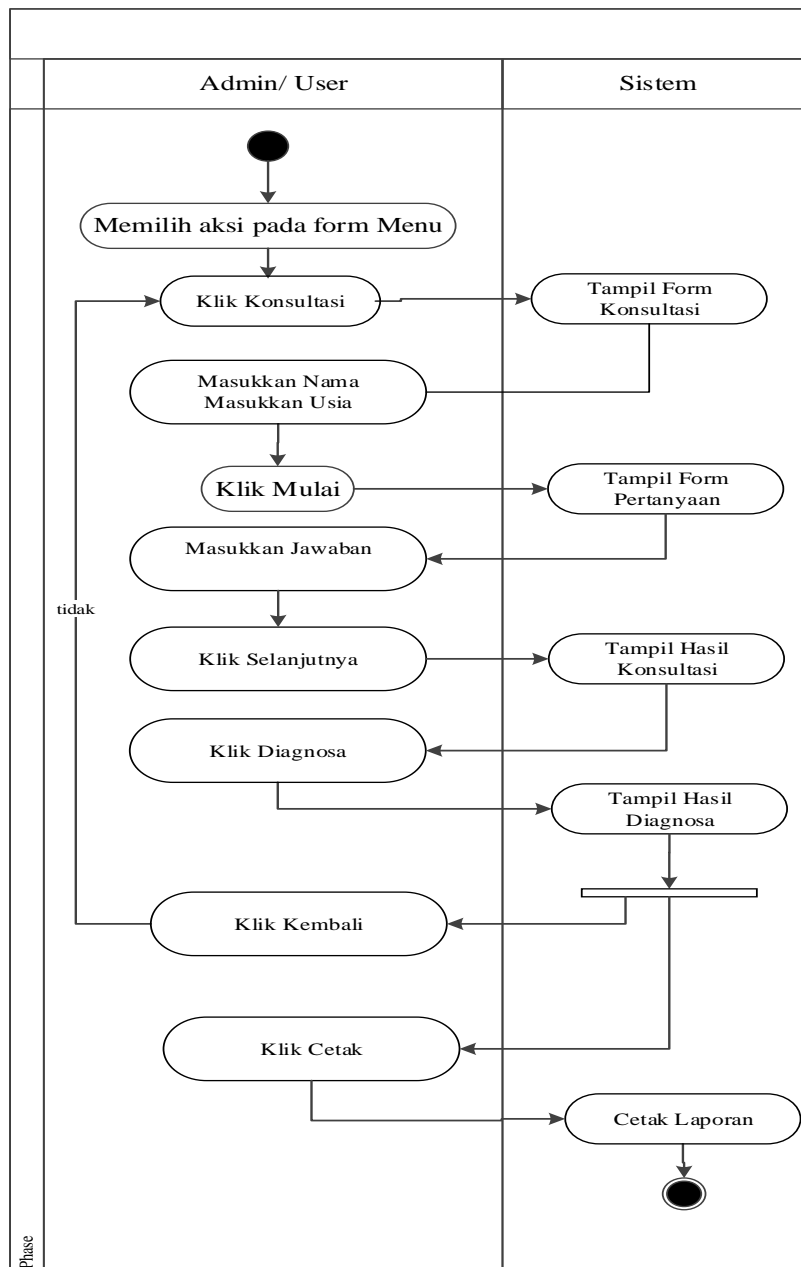 Admin/ User
Sistem
Memilih aksi pada form Menu
Klik Konsultasi
Tampil Form
Konsultasi
Masukkan Nama
Masukkan Usia
Klik Mulai
Tampil Form
Pertanyaan
Masukkan Jawaban
tidak
Klik Selanjutnya
Tampil Hasil
Konsultasi
Klik Diagnosa
Tampil Hasil
Diagnosa
Klik Kembali
Klik Cetak
Cetak Laporan
Phase